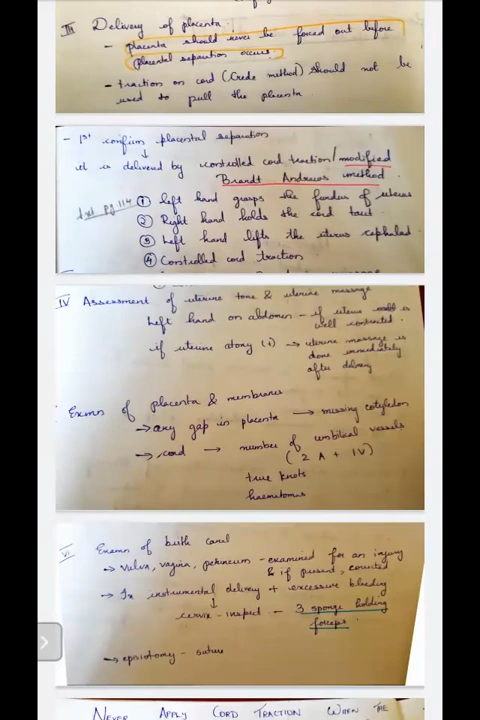 III Delivery of placenta :
- placenta should never be forced out before
placental separation occurs.
- traction on cord (Crede method) should not be
used to pull the placenta.
- 1st confirm placental separation
↓
it is delivered by controlled cord traction/modified
Brandt Andrews method.
pg 114
① left hand grasps the fundus of uterus
② Right hand holds the cord taut
③ Left hand lifts the uterus cephalad
④ Controlled cord traction
IV Assessment of uterine tone & uterine massage
Left hand on abdomen - if uterus is
well contracted.
if uterine atony (+) → uterine massage is
done immediately
after delivery
Examn of placenta & membranes
→ any gap in placenta → missing cotyledon
→ cord → number of umbilical vessels
(2 A + 1V)
true knots
haematomas
VI Examn of birth canal
→ Vulva, vagina, perineum - examined for an injury
& if present, corrected
→ In instrumental delivery + excessive bleeding
↓
cervix - inspect - 3 sponge holding
forceps.
→ episiotomy - suture
NEVER APPLY CORD TRACTION WHEN THE